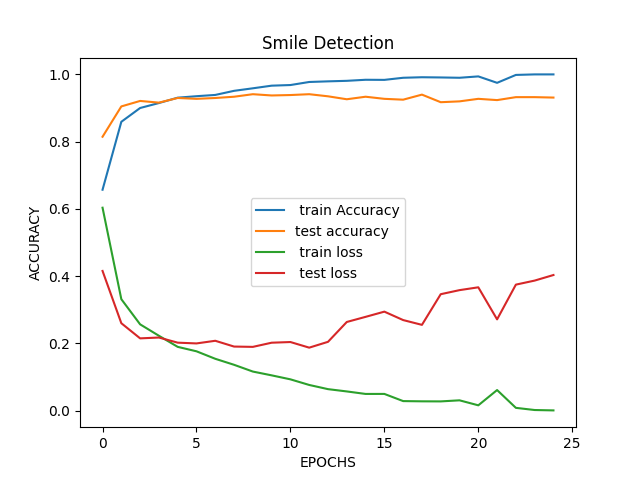 Smile Detection
ACCURACY
1.0
0.8
0.6
0.4
0.2
0.0
train Accuracy
test accuracy
train loss
test loss
0 5 10 15 20 25
EPOCHS